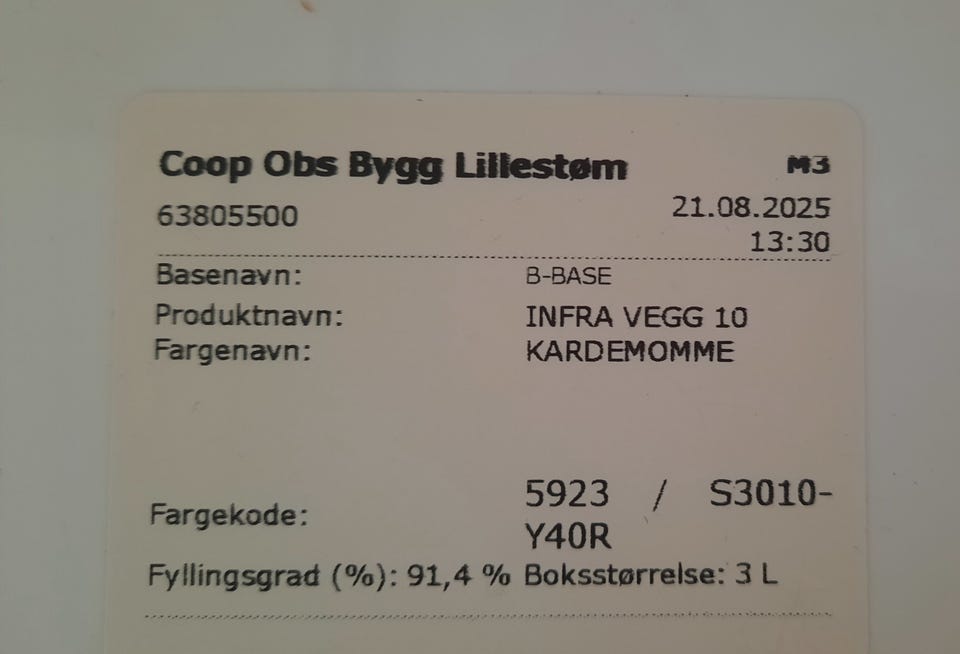 Coop Obs Bygg Lillestøm M3
63805500 21.08.2025
13:30
Basenavn: B-BASE
Produktnavn: INFRA VEGG 10
Fargenavn: KARDEMOMME
Fargekode: 5923 / S3010-
Y40R
Fyllingsgrad (%): 91,4 % Boksstørrelse: 3 L